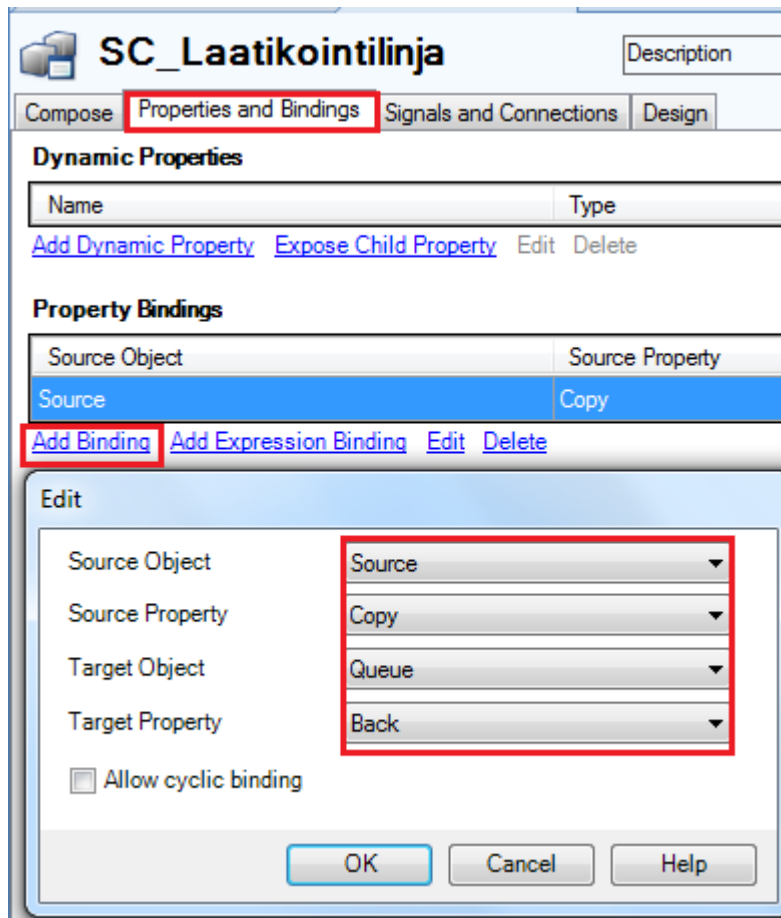 SC_Laatikointilinja
Description
Compose Properties and Bindings Signals and Connections Design
Dynamic Properties
Name Type
Add Dynamic Property Expose Child Property Edit Delete
Property Bindings
Source Object Source Property
Source Copy
Add Binding Add Expression Binding Edit Delete
Edit
Source Object Source
Source Property Copy
Target Object Queue
Target Property Back
Allow cyclic binding
OK Cancel Help